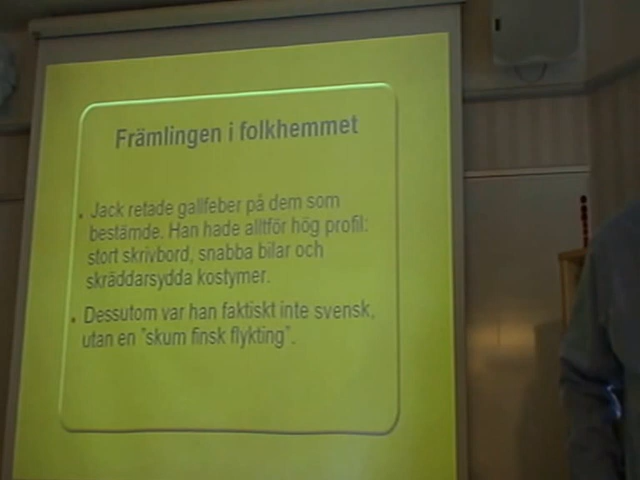 Främlingen i folkhemmet
Jack retade gallfeber på dem som
bestämde. Han hade alltför hög profil:
stort skrivbord, snabba bilar och
skräddarsydda kostymer.
Dessutom var han faktiskt inte svensk,
utan en ”skum finsk flykting”.